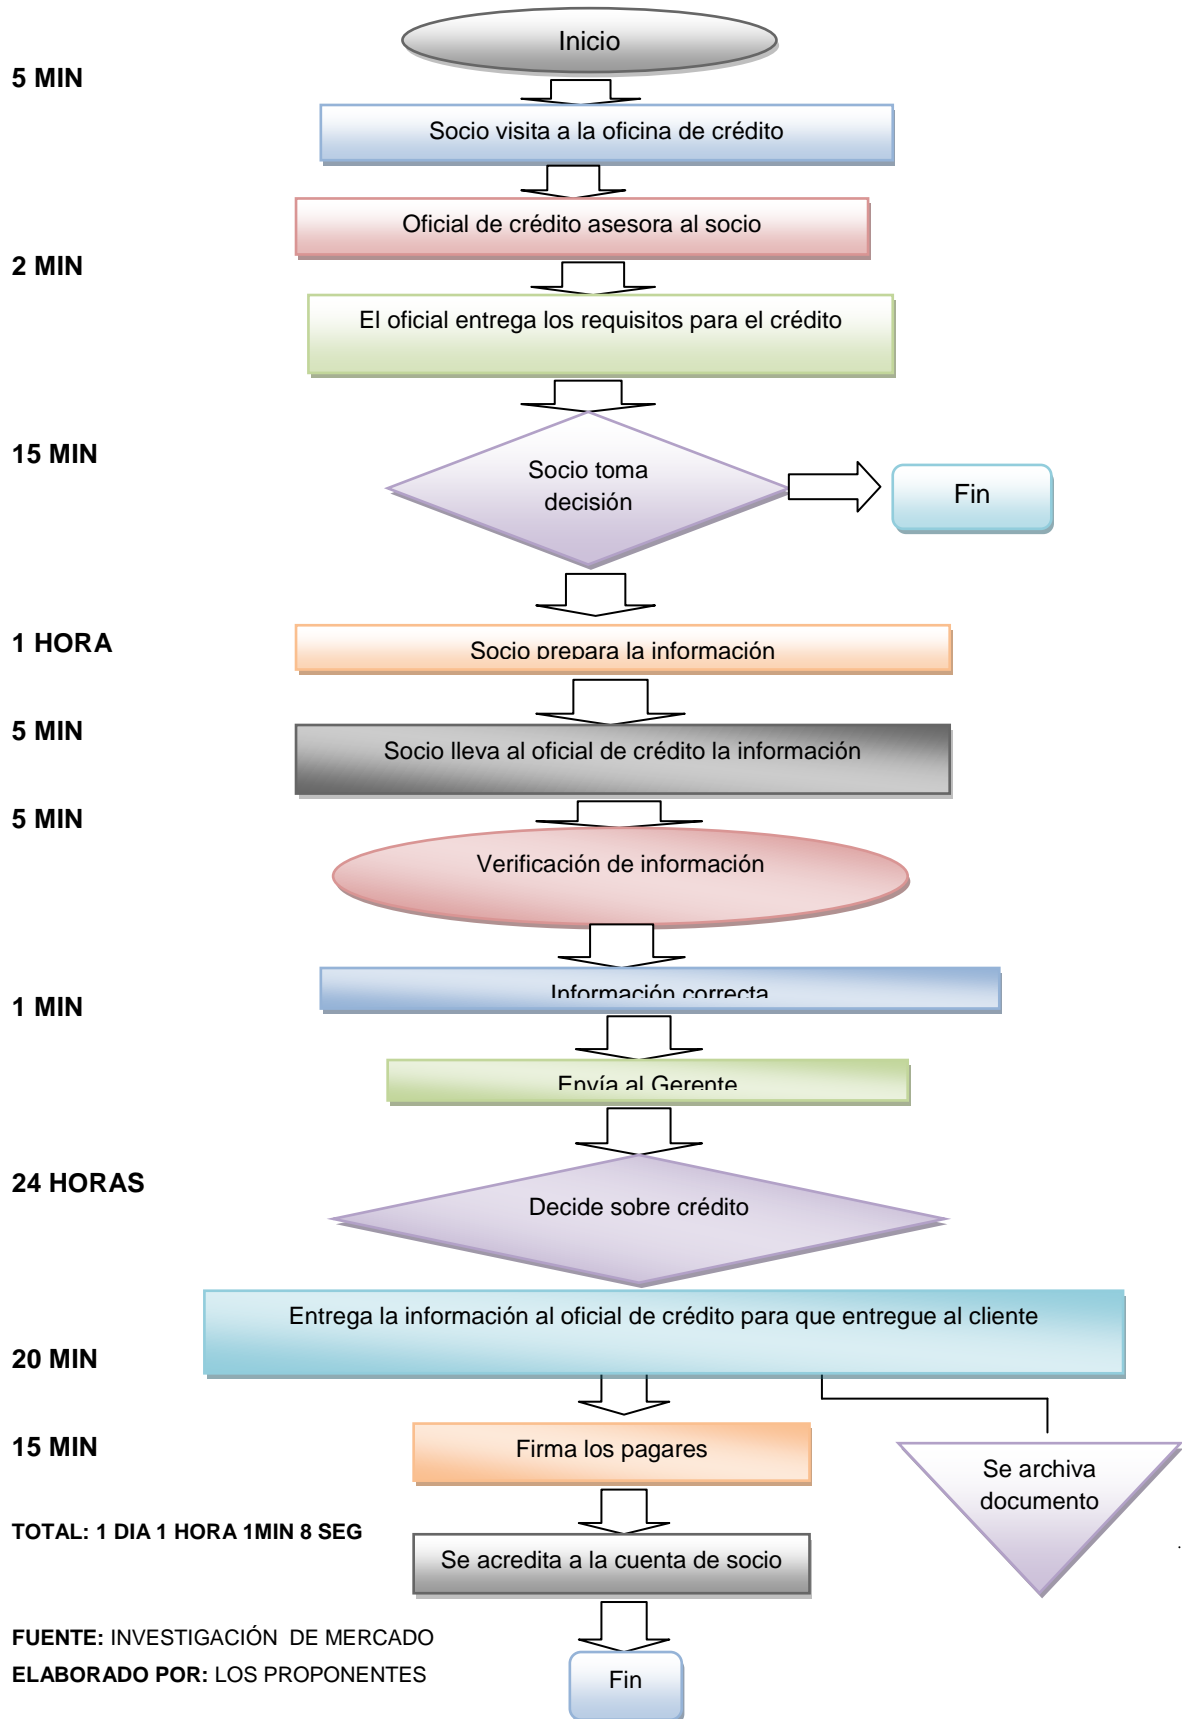 Inicio
5 MIN
Socio visita a la oficina de crédito
Oficial de crédito asesora al socio
2 MIN
El oficial entrega los requisitos para el crédito
15 MIN
Socio toma
decisión
Fin
1 HORA
Socio prepara la información
5 MIN
Socio lleva al oficial de crédito la información
5 MIN
Verificación de información
Información correcta
1 MIN
Envía al Gerente
24 HORAS
Decide sobre crédito
Entrega la información al oficial de crédito para que entregue al cliente
20 MIN
15 MIN
Firma los pagares
Se archiva
documento
TOTAL: 1 DIA 1 HORA 1MIN 8 SEG
.
Se acredita a la cuenta de socio
FUENTE: INVESTIGACIÓN DE MERCADO
ELABORADO POR: LOS PROPONENTES
Fin